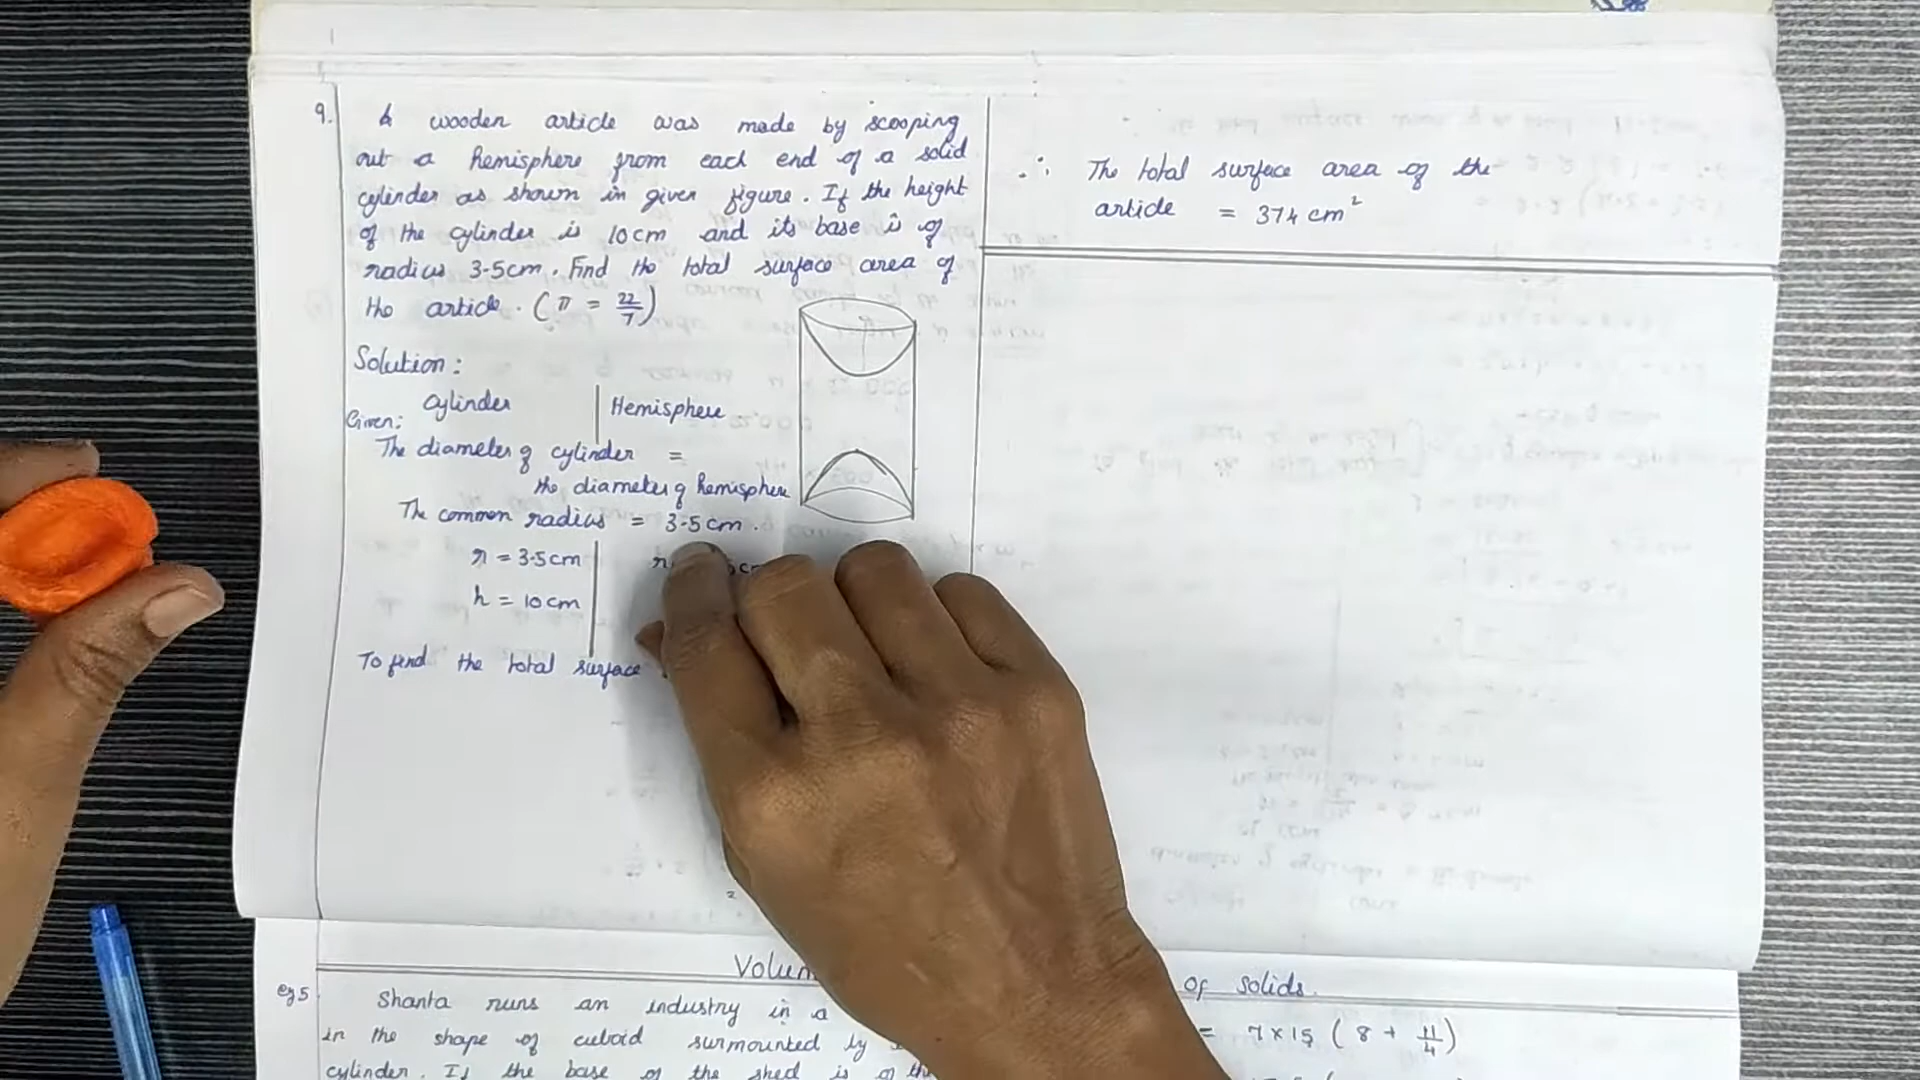 9. A wooden article was made by scooping
out a hemisphere from each end of a solid
cylinder as shown in given figure. If the height
of the cylinder is 10cm and its base is of
radius 3.5cm. Find the total surface area of
the article. (π = 22/7)
Solution:
Cylinder | Hemisphere
Given:
The diameter of cylinder =
the diameter of hemisphere
The common radius = 3.5cm.
r = 3.5cm
h = 10cm
To find the total surface
∴ The total surface area of the
article = 374 cm²
of solids.
eg 5 Shanta runs an industry in a
in the shape of cuboid surmounted by
cylinder. If the base of the shed is of the
= 7×15 (8 + 11/4)